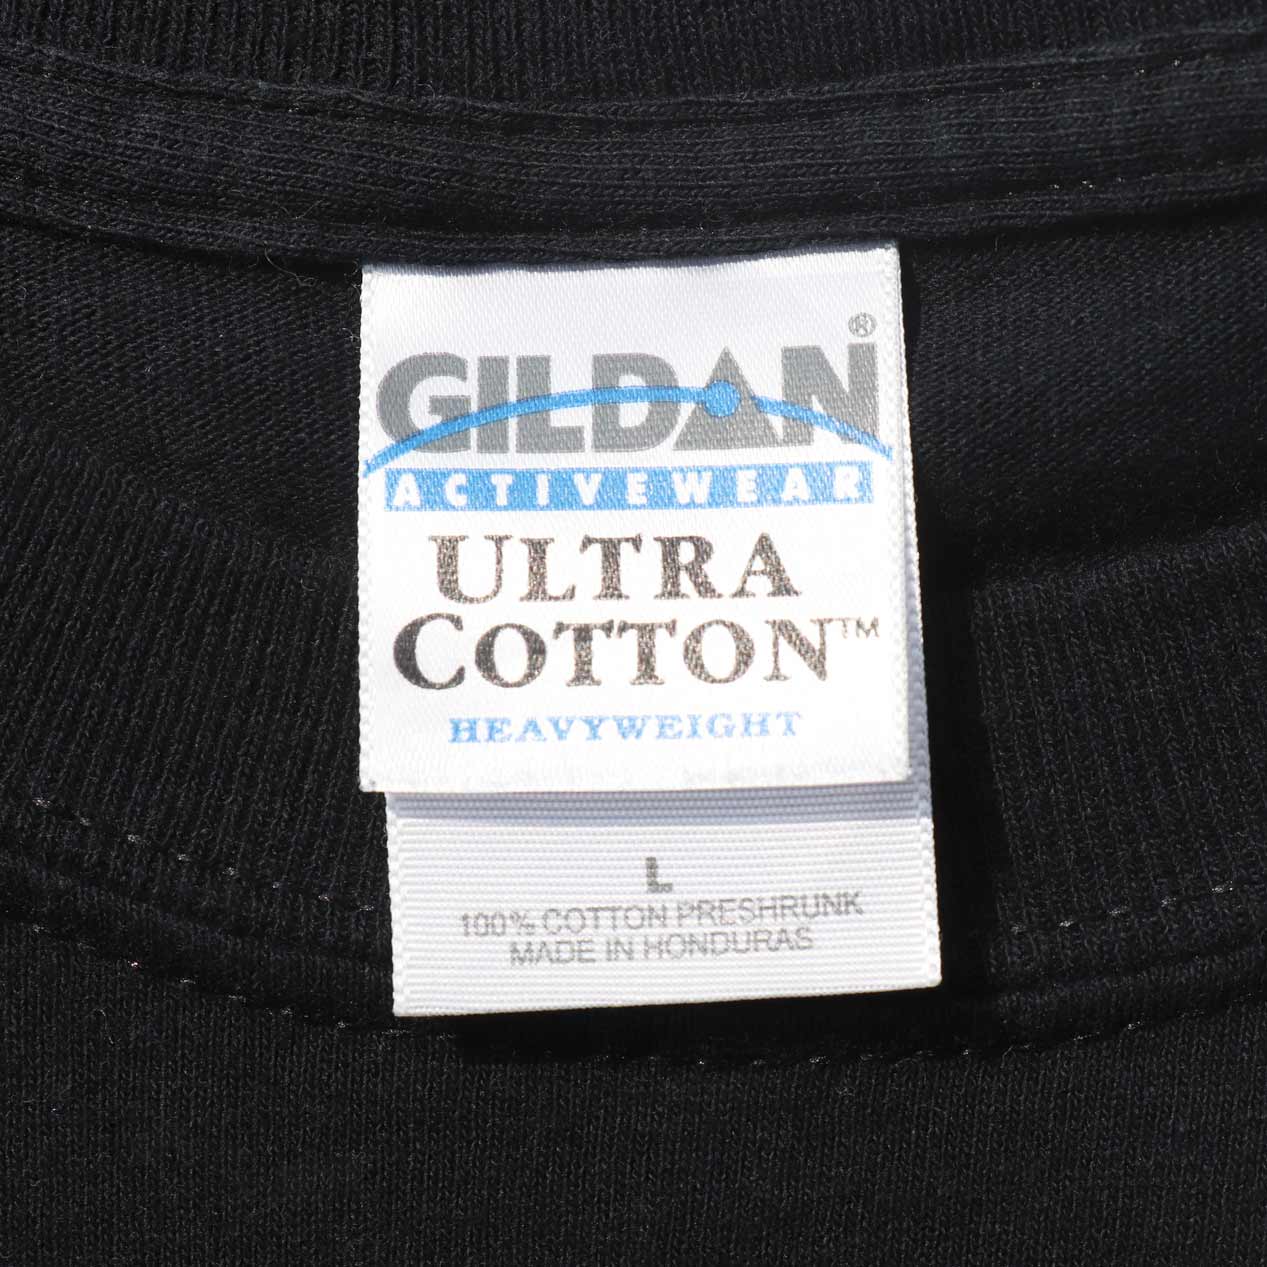 GILDAN®
ACTIVEWEAR
ULTRA
COTTON™
HEAVYWEIGHT
L
100% COTTON PRESHRUNK
MADE IN HONDURAS